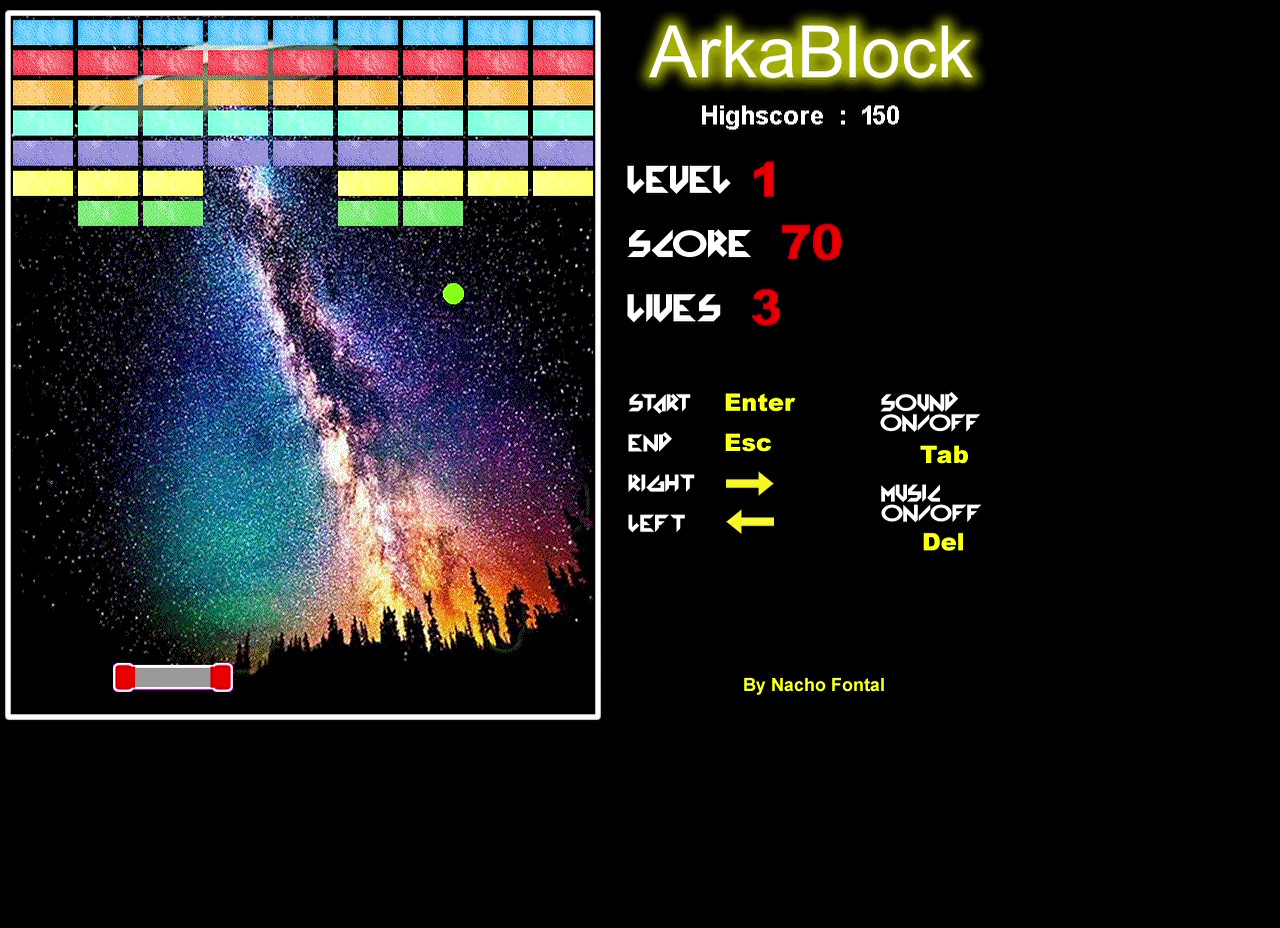 ArkaBlock
Highscore : 150
LEVEL 1
SCORE 70
LIVES 3
START Enter
END Esc
RIGHT
LEFT
SOUND
ON/OFF
Tab
MUSIC
ON/OFF
Del
By Nacho Fontal